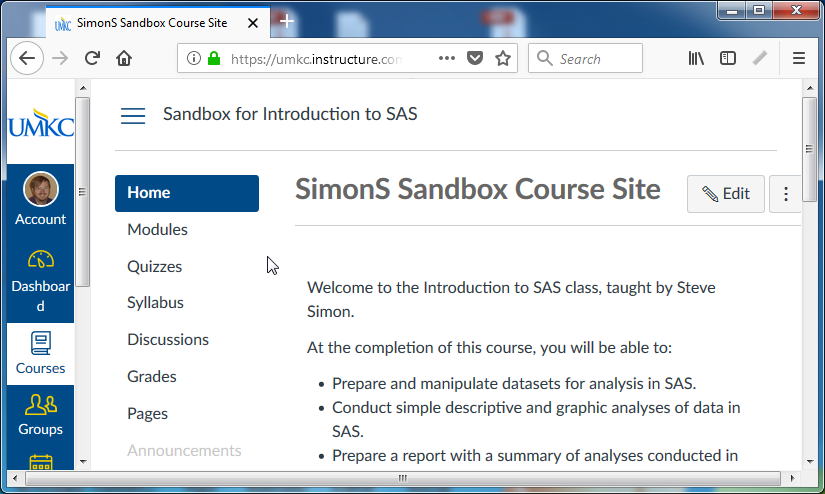 SimonS Sandbox Course Site
https://umkc.instructure.com
Search
UMKC
Sandbox for Introduction to SAS
Account
Dashboar
d
Courses
Groups
Home
Modules
Quizzes
Syllabus
Discussions
Grades
Pages
Announcements
SimonS Sandbox Course Site
Edit
Welcome to the Introduction to SAS class, taught by Steve
Simon.
At the completion of this course, you will be able to:
• Prepare and manipulate datasets for analysis in SAS.
• Conduct simple descriptive and graphic analyses of data in
SAS.
• Prepare a report with a summary of analyses conducted in